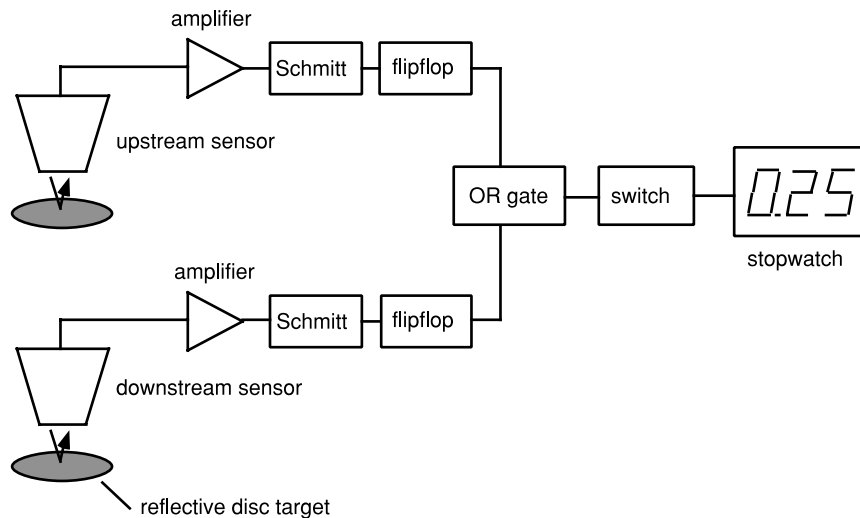 amplifier
Schmitt
flipflop
upstream sensor
OR gate
switch
0.25
stopwatch
amplifier
Schmitt
flipflop
downstream sensor
reflective disc target